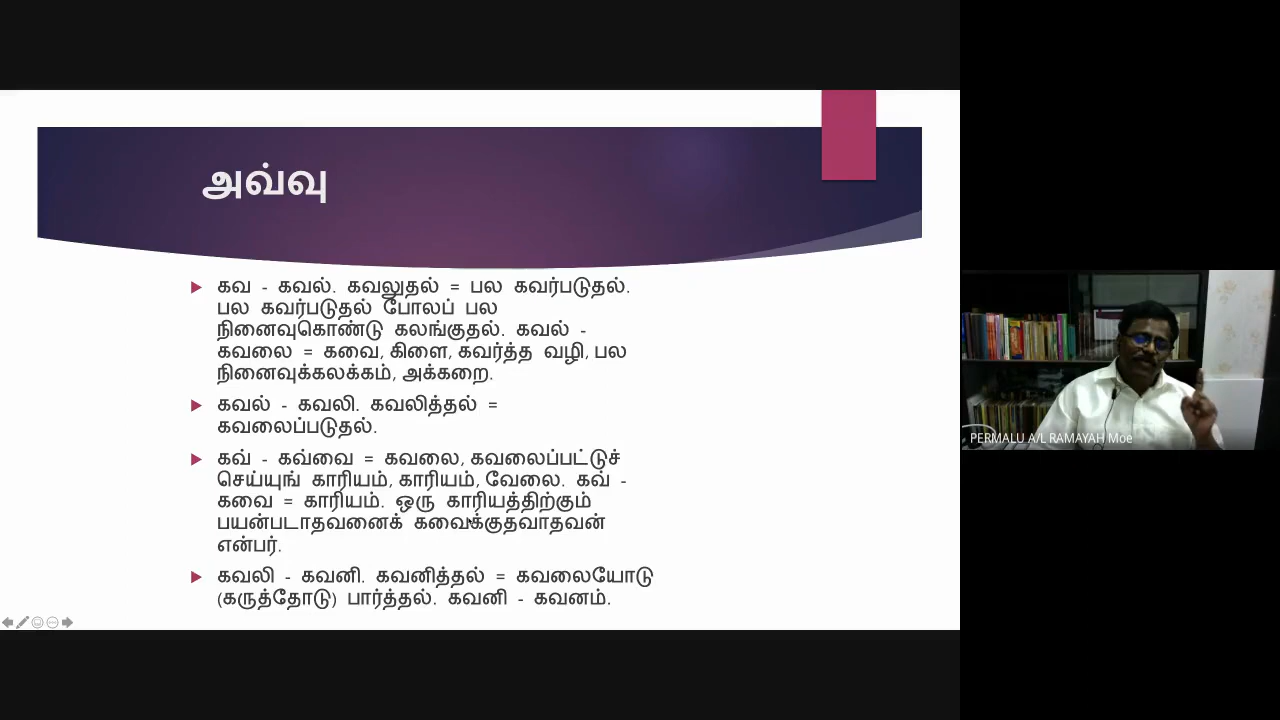 அவ்வு
கவ - கவல். கவலுதல் = பல கவர்படுதல்.
பல கவர்படுதல் போலப் பல
நினைவுகொண்டு கலங்குதல். கவல் -
கவலை = கவை, கிளை, கவர்த்த வழி, பல
நினைவுக்கலக்கம், அக்கறை.
கவல் - கவலி. கவலித்தல் =
கவலைப்படுதல்.
கவ் - கவ்வை = கவலை, கவலைப்பட்டுச்
செய்யுங் காரியம், காரியம், வேலை. கவ் -
கவை = காரியம். ஒரு காரியத்திற்கும்
பயன்படாதவனைக் கவைக்குதவாதவன்
என்பர்.
கவலி - கவனி. கவனித்தல் = கவலையோடு
(கருத்தோடு) பார்த்தல். கவனி - கவனம்.
PERMALU A/L RAMAYAH Moe